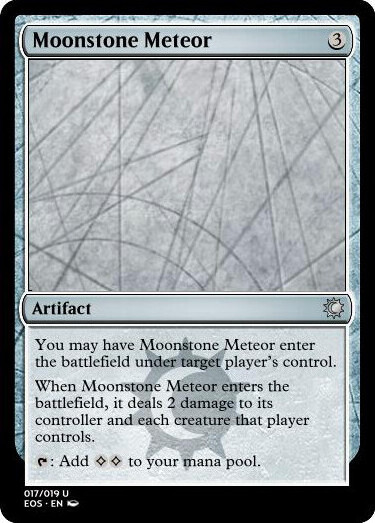 Moonstone Meteor 3
Artifact
You may have Moonstone Meteor enter
the battlefield under target player's control.
When Moonstone Meteor enters the
battlefield, it deals 2 damage to its
controller and each creature that player
controls.
: Add to your mana pool.
017/019 U
EOS · EN